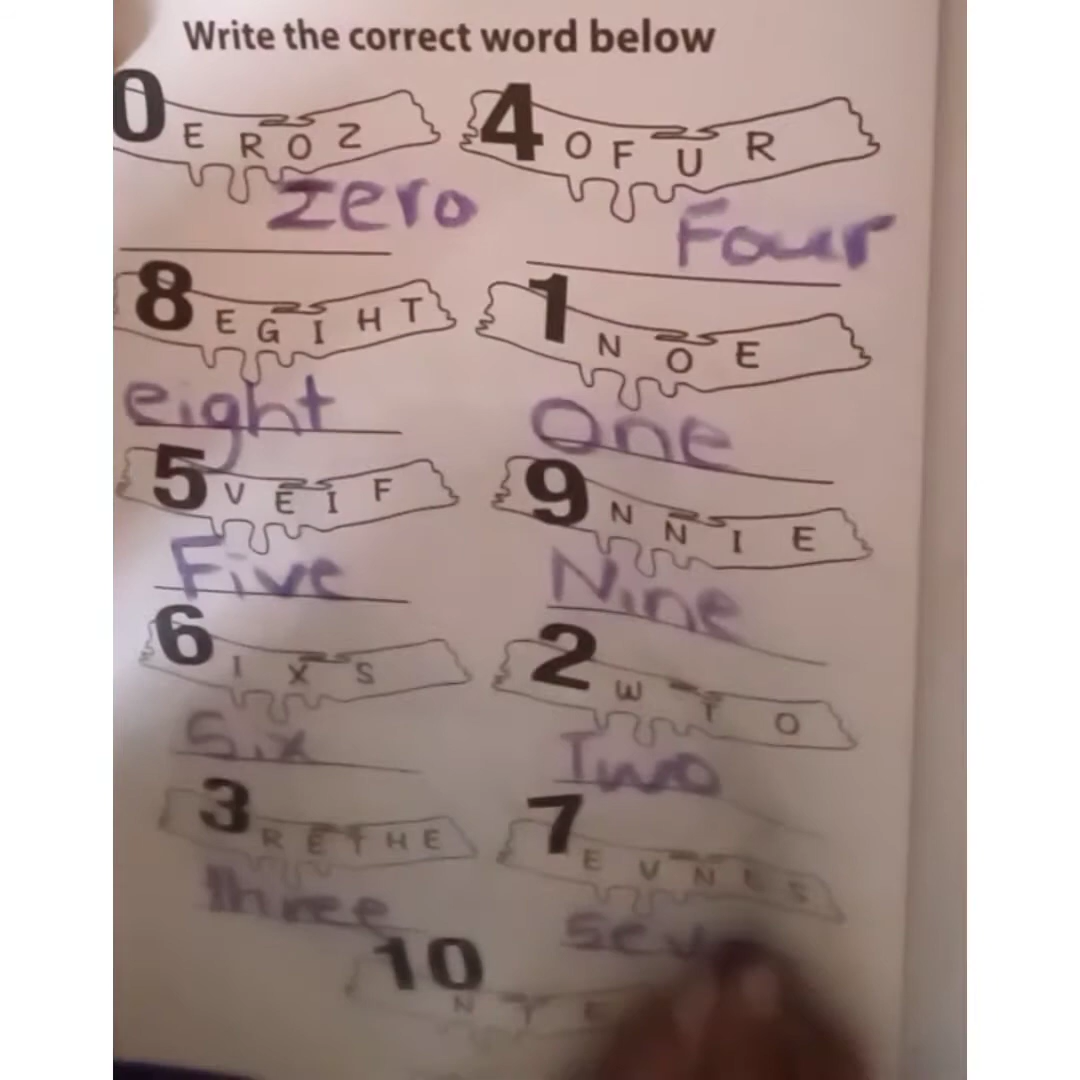 Write the correct word below
0 E R O Z 4 O F U R
Zero Four
8 E G I H T 1 N O E
eight One
5 V E I F 9 N N I E
Five Nine
6 I X S 2 W T O
Six Two
3 R E T H E 7 E V N E S
three
10 N T E